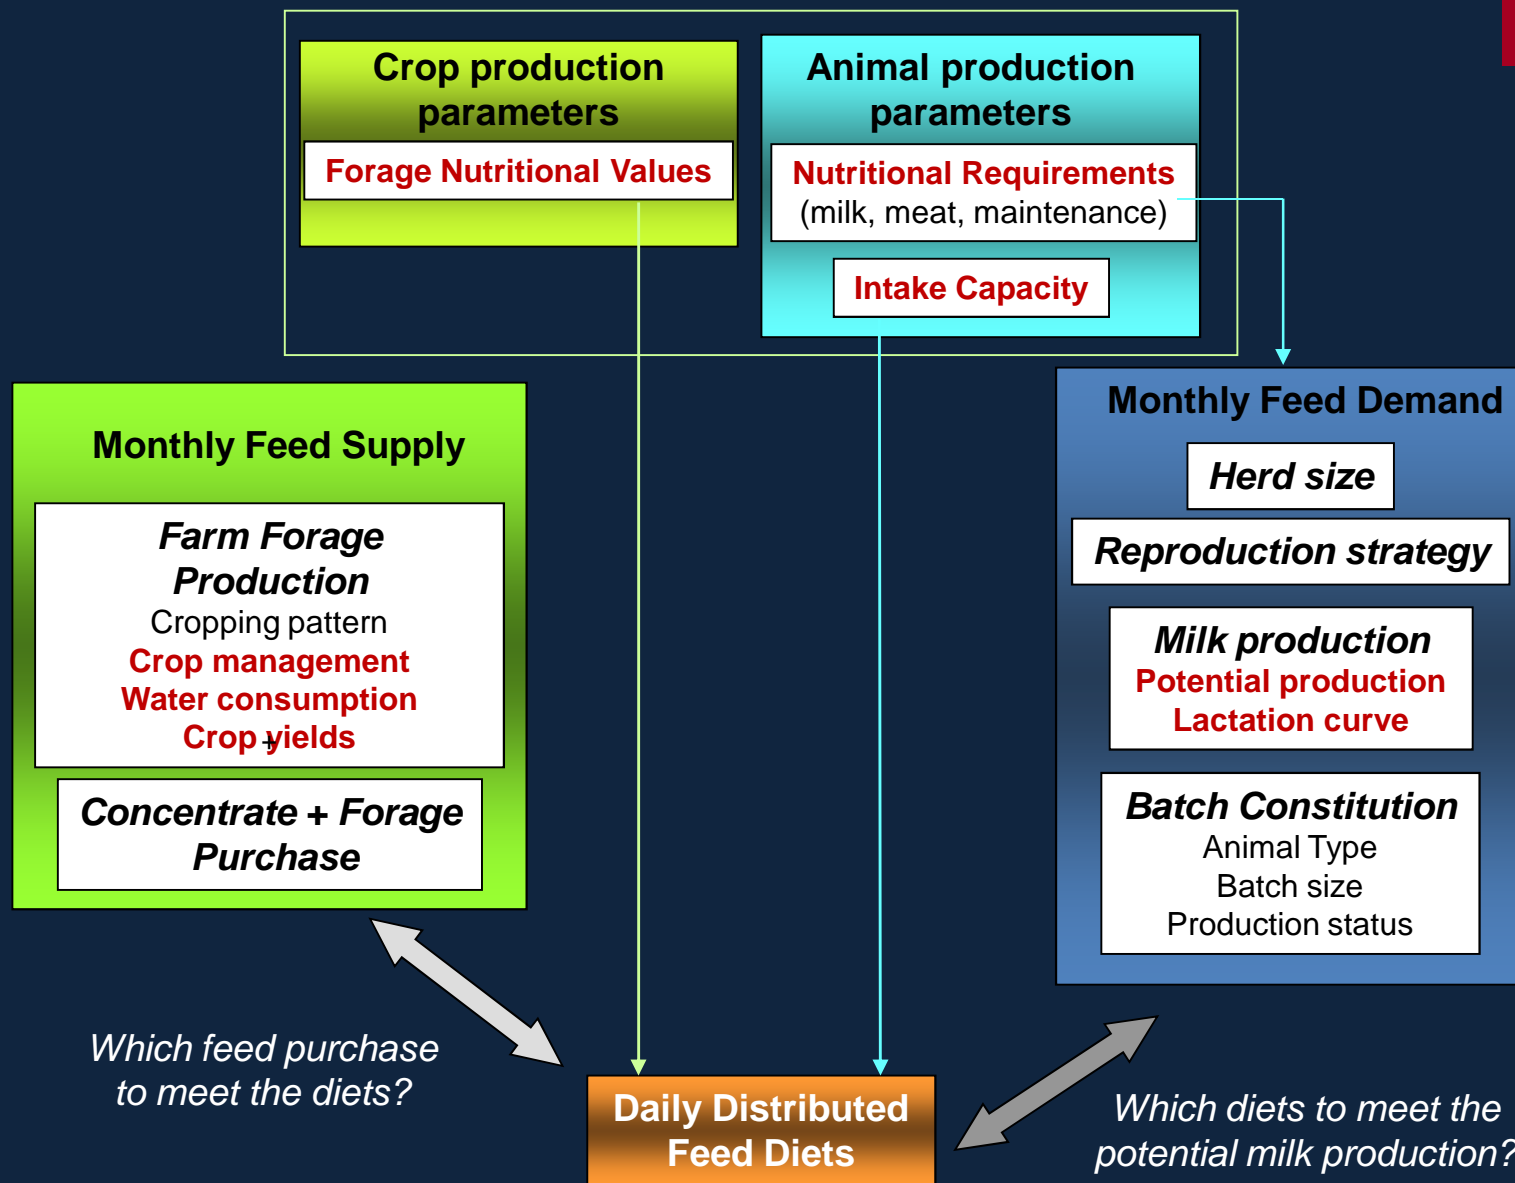 Crop production
parameters
Forage Nutritional Values
Animal production
parameters
Nutritional Requirements
(milk, meat, maintenance)
Intake Capacity
Monthly Feed Supply
Farm Forage
Production
Cropping pattern
Crop management
Water consumption
Crop yields
+
Concentrate + Forage
Purchase
Monthly Feed Demand
Herd size
Reproduction strategy
Milk production
Potential production
Lactation curve
Batch Constitution
Animal Type
Batch size
Production status
Which feed purchase
to meet the diets?
Daily Distributed
Feed Diets
Which diets to meet the
potential milk production?